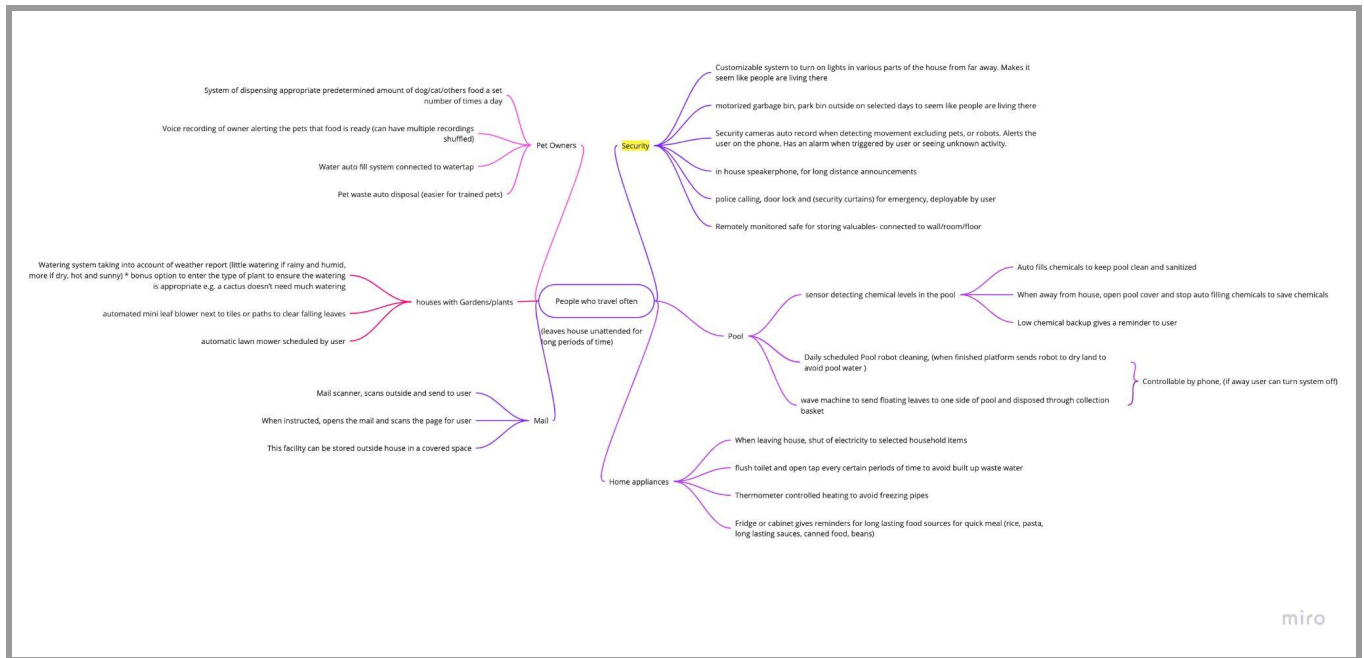 People who travel often
(leaves house unattended for
long periods of time)
Pet Owners
System of dispensing appropriate predetermined amount of dog/cat/others food a set
number of times a day
Voice recording of owner alerting the pets that food is ready (can have multiple recordings
shuffled)
Water auto fill system connected to watertap
Pet waste auto disposal (easier for trained pets)
houses with Gardens/plants
Watering system taking into account of weather report (little watering if rainy and humid,
more if dry, hot and sunny) * bonus option to enter the type of plant to ensure the watering
is appropriate e.g. a cactus doesn't need much watering
automated mini leaf blower next to tiles or paths to clear falling leaves
automatic lawn mower scheduled by user
Mail
Mail scanner, scans outside and send to user
When instructed, opens the mail and scans the page for user
This facility can be stored outside house in a covered space
Security
Customizable system to turn on lights in various parts of the house from far away. Makes it
seem like people are living there
motorized garbage bin, park bin outside on selected days to seem like people are living there
Security cameras auto record when detecting movement excluding pets, or robots. Alerts the
user on the phone. Has an alarm when triggered by user or seeing unknown activity.
in house speakerphone, for long distance announcements
police calling, door lock and (security curtains) for emergency, deployable by user
Remotely monitored safe for storing valuables- connected to wall/room/floor
Pool
sensor detecting chemical levels in the pool
Auto fills chemicals to keep pool clean and sanitized
When away from house, open pool cover and stop auto filling chemicals to save chemicals
Low chemical backup gives a reminder to user
Daily scheduled Pool robot cleaning, (when finished platform sends robot to dry land to
avoid pool water )
wave machine to send floating leaves to one side of pool and disposed through collection
basket
Controllable by phone, (if away user can turn system off)
Home appliances
When leaving house, shut of electricity to selected household items
flush toilet and open tap every certain periods of time to avoid built up waste water
Thermometer controlled heating to avoid freezing pipes
Fridge or cabinet gives reminders for long lasting food sources for quick meal (rice, pasta,
long lasting sauces, canned food, beans)
miro